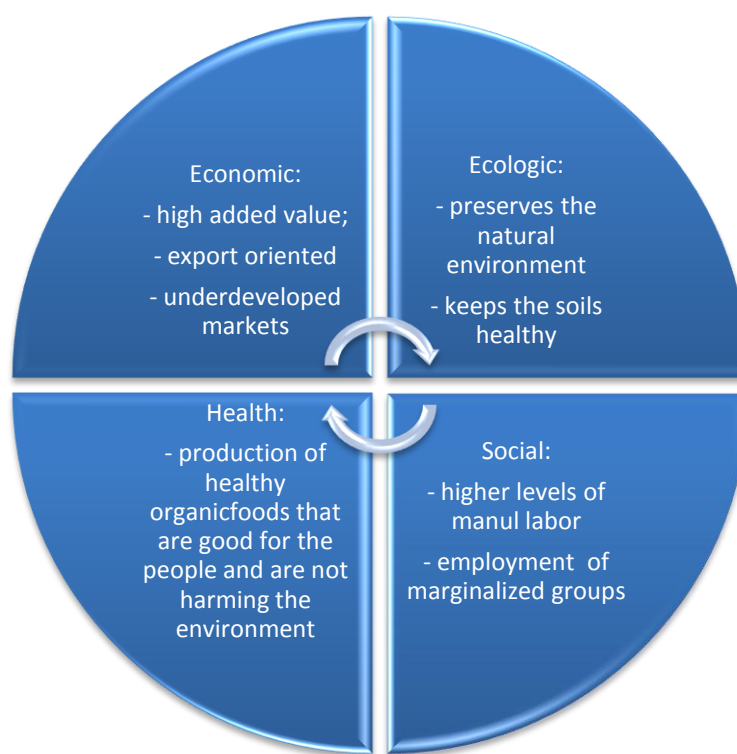 Economic:
- high added value;
- export oriented
- underdeveloped
markets
Ecologic:
- preserves the
natural
environment
- keeps the soils
healthy
Health:
- production of
healthy
organicfoods that
are good for the
people and are not
harming the
environment
Social:
- higher levels of
manul labor
- employment of
marginalized groups